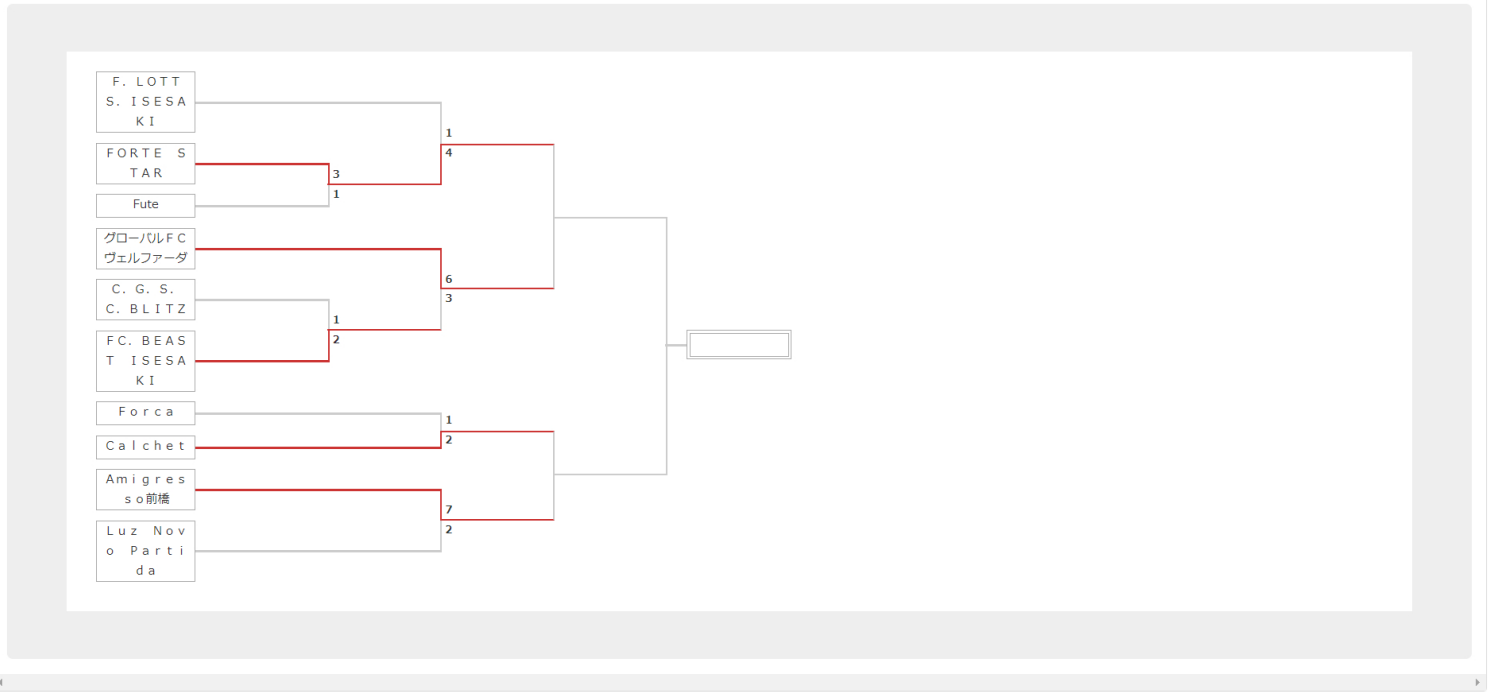 Ｆ．ＬＯＴＴ
Ｓ．ＩＳＥＳＡ
ＫＩ
1
ＦＯＲＴＥ　Ｓ
4
ＴＡＲ
3
1
Fute
グローバルＦＣ
ヴェルファーダ
6
Ｃ．Ｇ．Ｓ．
3
Ｃ．ＢＬＩＴＺ
1
ＦＣ．ＢＥＡＳ
2
Ｔ　ＩＳＥＳＡ
ＫＩ
Ｆｏｒｃａ
1
Ｃａｌｃｈｅｔ
2
Ａｍｉｇｒｅｓ
ｓｏ前橋
7
Ｌｕｚ　Ｎｏｖ
2
ｏ　Ｐａｒｔｉ
ｄａ